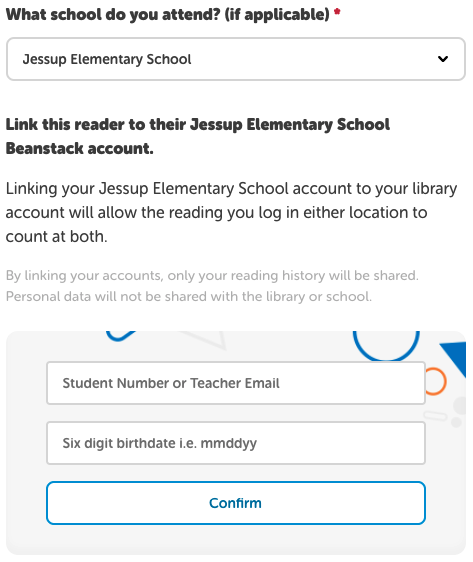 What school do you attend? (if applicable) *
Jessup Elementary School
Link this reader to their Jessup Elementary School
Beanstack account.
Linking your Jessup Elementary School account to your library
account will allow the reading you log in either location to
count at both.
By linking your accounts, only your reading history will be shared.
Personal data will not be shared with the library or school.
Student Number or Teacher Email
Six digit birthdate i.e. mmddyy
Confirm